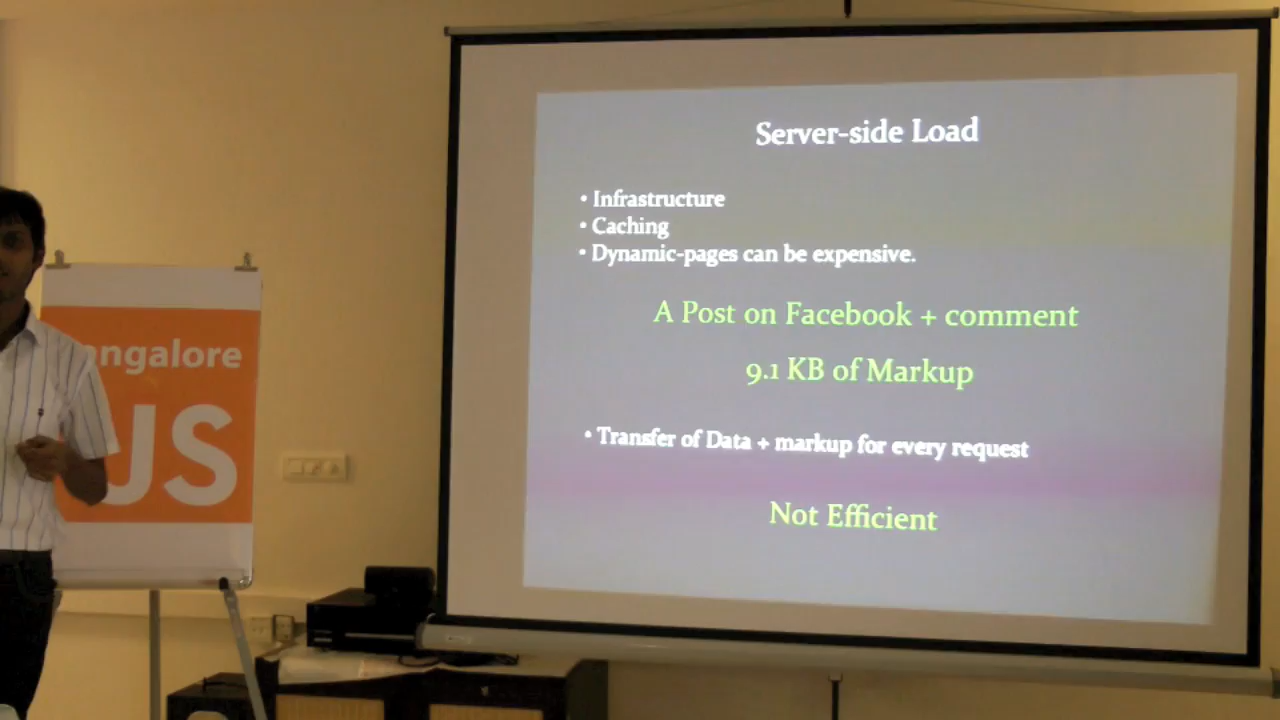 Server-side Load
• Infrastructure
• Caching
• Dynamic-pages can be expensive.
A Post on Facebook + comment
9.1 KB of Markup
• Transfer of Data + markup for every request
Not Efficient
angalore
JS